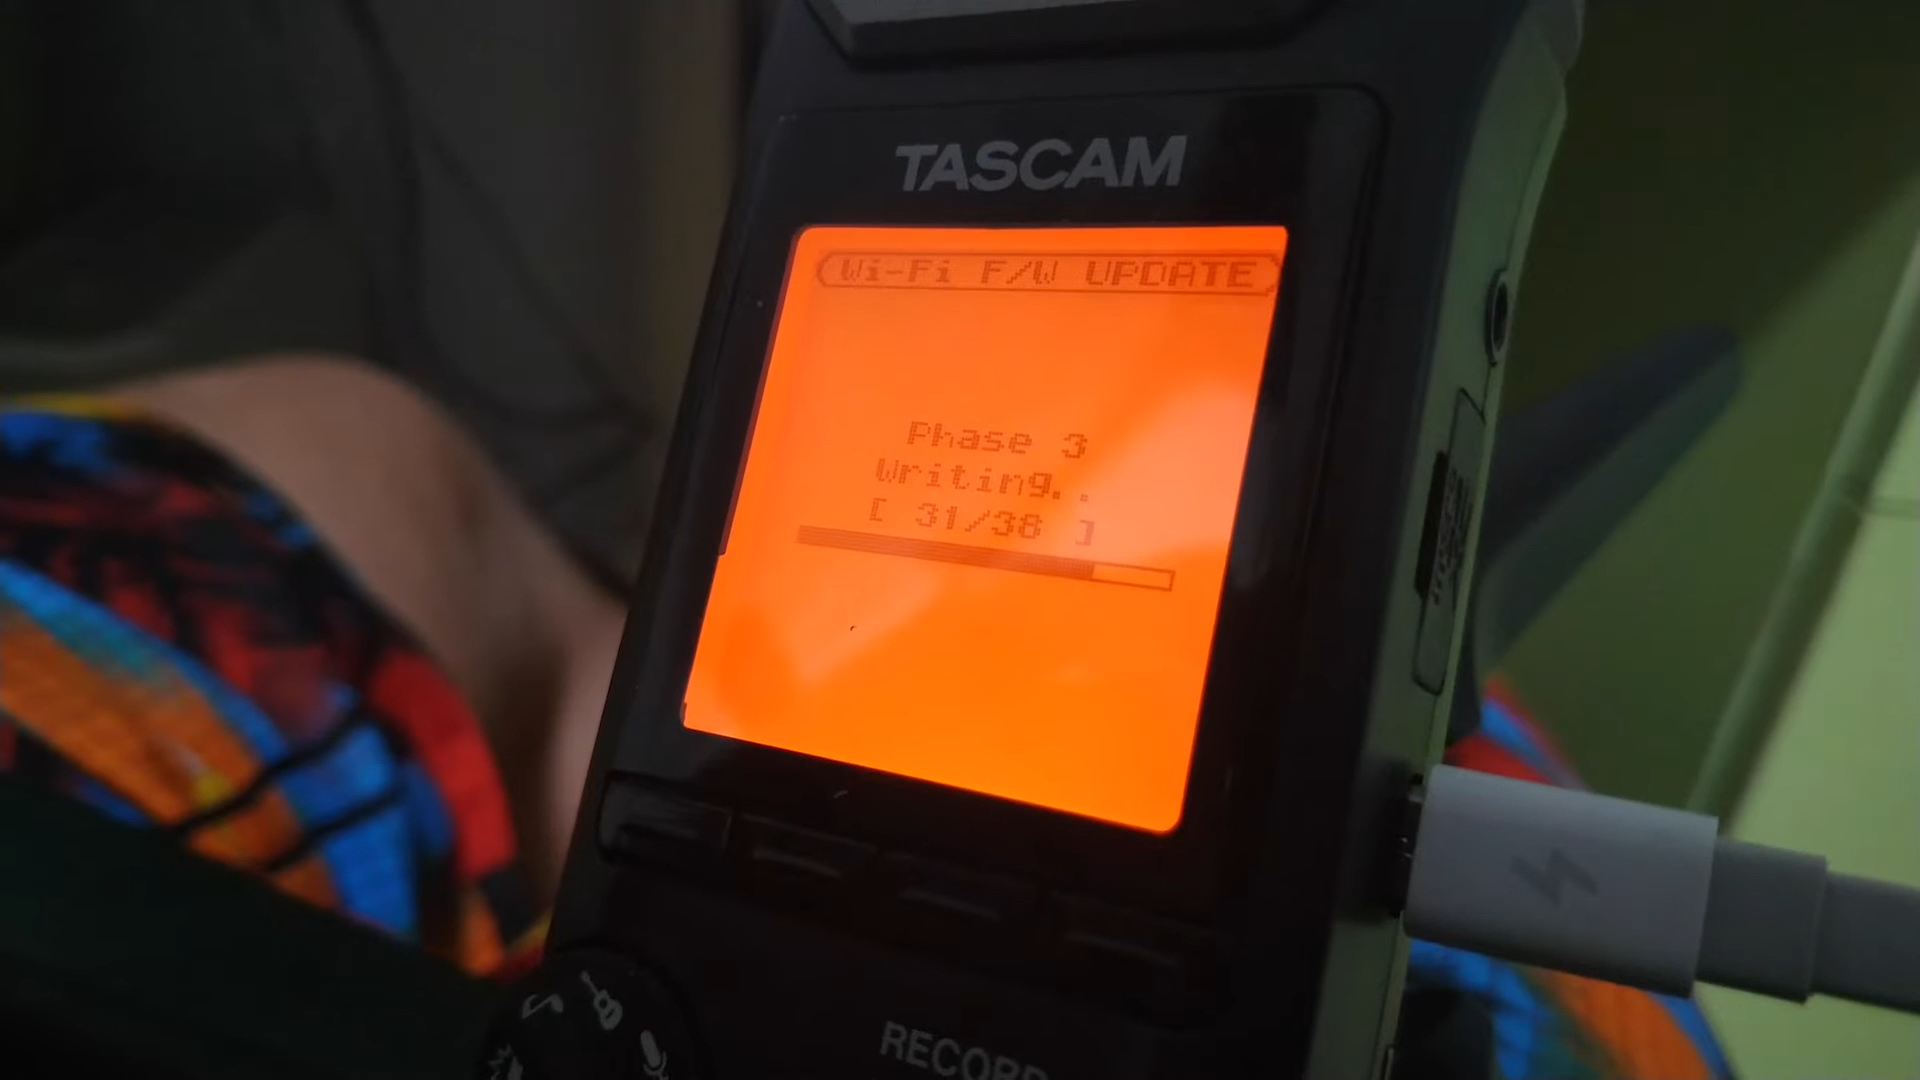 TASCAM
Wi-Fi F/W UPDATE
Phase 3
Writing..
[ 31/38 ]
RECORD